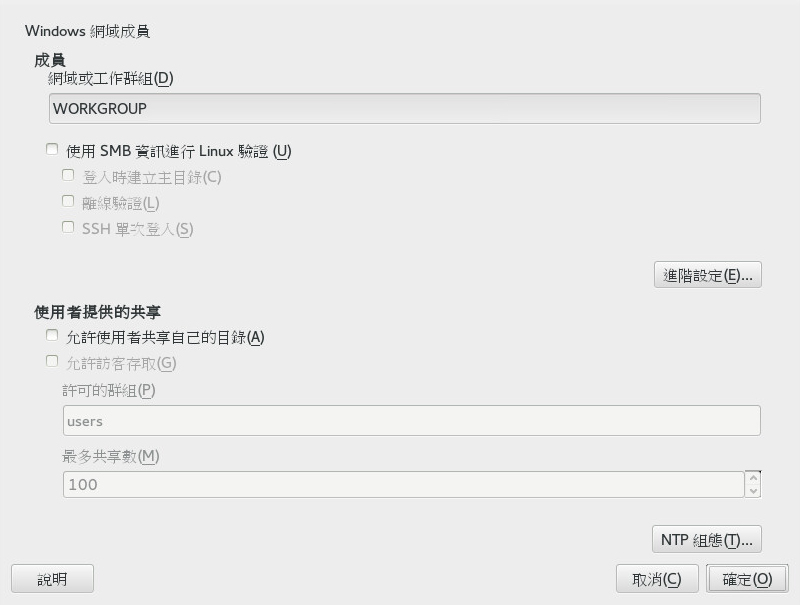 Windows 網域成員
成員
網域或工作群組(D)
WORKGROUP
使用 SMB 資訊進行 Linux 驗證 (U)
登入時建立主目錄(C)
離線驗證(L)
SSH 單次登入(S)
進階設定(E)...
使用者提供的共享
允許使用者共享自己的目錄(A)
允許訪客存取(G)
許可的群組(P)
users
最多共享數(M)
100
NTP 組態(T)...
說明
取消(C)
確定(O)